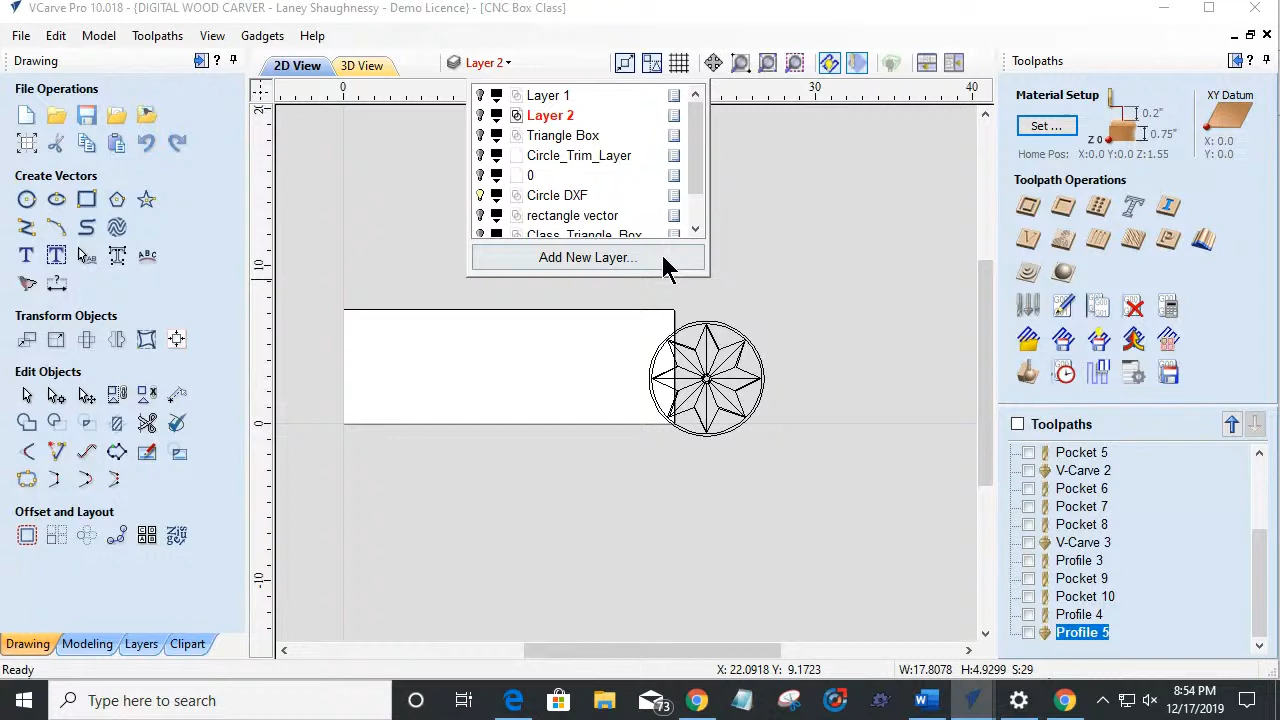 VCarve Pro 10.018 - {DIGITAL WOOD CARVER - Laney Shaughnessy - Demo Licence} - [CNC Box Class]
File Edit Model Toolpaths View Gadgets Help
Drawing
File Operations
Create Vectors
Transform Objects
Edit Objects
Offset and Layout
Drawing Modeling Layers Clipart
2D View 3D View Layer 2
0 30 40
20
10
0
-10
Layer 1
Layer 2
Triangle Box
Circle_Trim_Layer
0
Circle DXF
rectangle vector
Class_Triangle_Box
Add New Layer...
Toolpaths
Material Setup
Set ...
0.2"
Z 0
0.75"
XY Datum
X: 0.0
Y: 0.0
Home Pos: X:0.0 Y:0.0 Z:1.55
Toolpath Operations
Toolpaths
Pocket 5
V-Carve 2
Pocket 6
Pocket 7
Pocket 8
V-Carve 3
Profile 3
Pocket 9
Pocket 10
Profile 4
Profile 5
Ready
X: 22.0918 Y: 9.1723
W:17.8078 H:4.9299 S:29
Type here to search
73
8:54 PM
12/17/2019